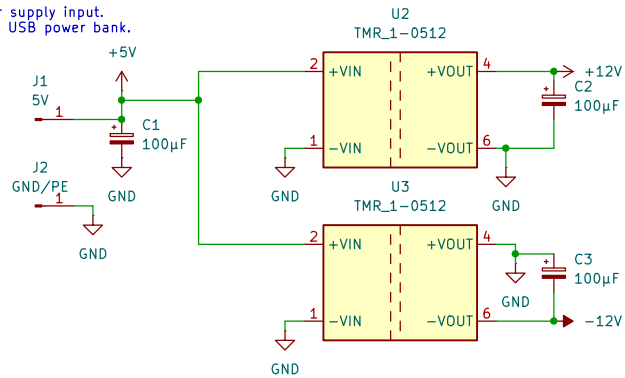 supply input.
USB power bank.
+5V
J1
5V
1
C1
100µF
GND
J2
GND/PE
1
GND
U2
TMR_1-0512
2
+VIN
+VOUT
4
+12V
C2
100µF
1
-VIN
-VOUT
6
GND
GND
U3
TMR_1-0512
2
+VIN
+VOUT
4
C3
100µF
GND
1
-VIN
-VOUT
6
-12V
GND